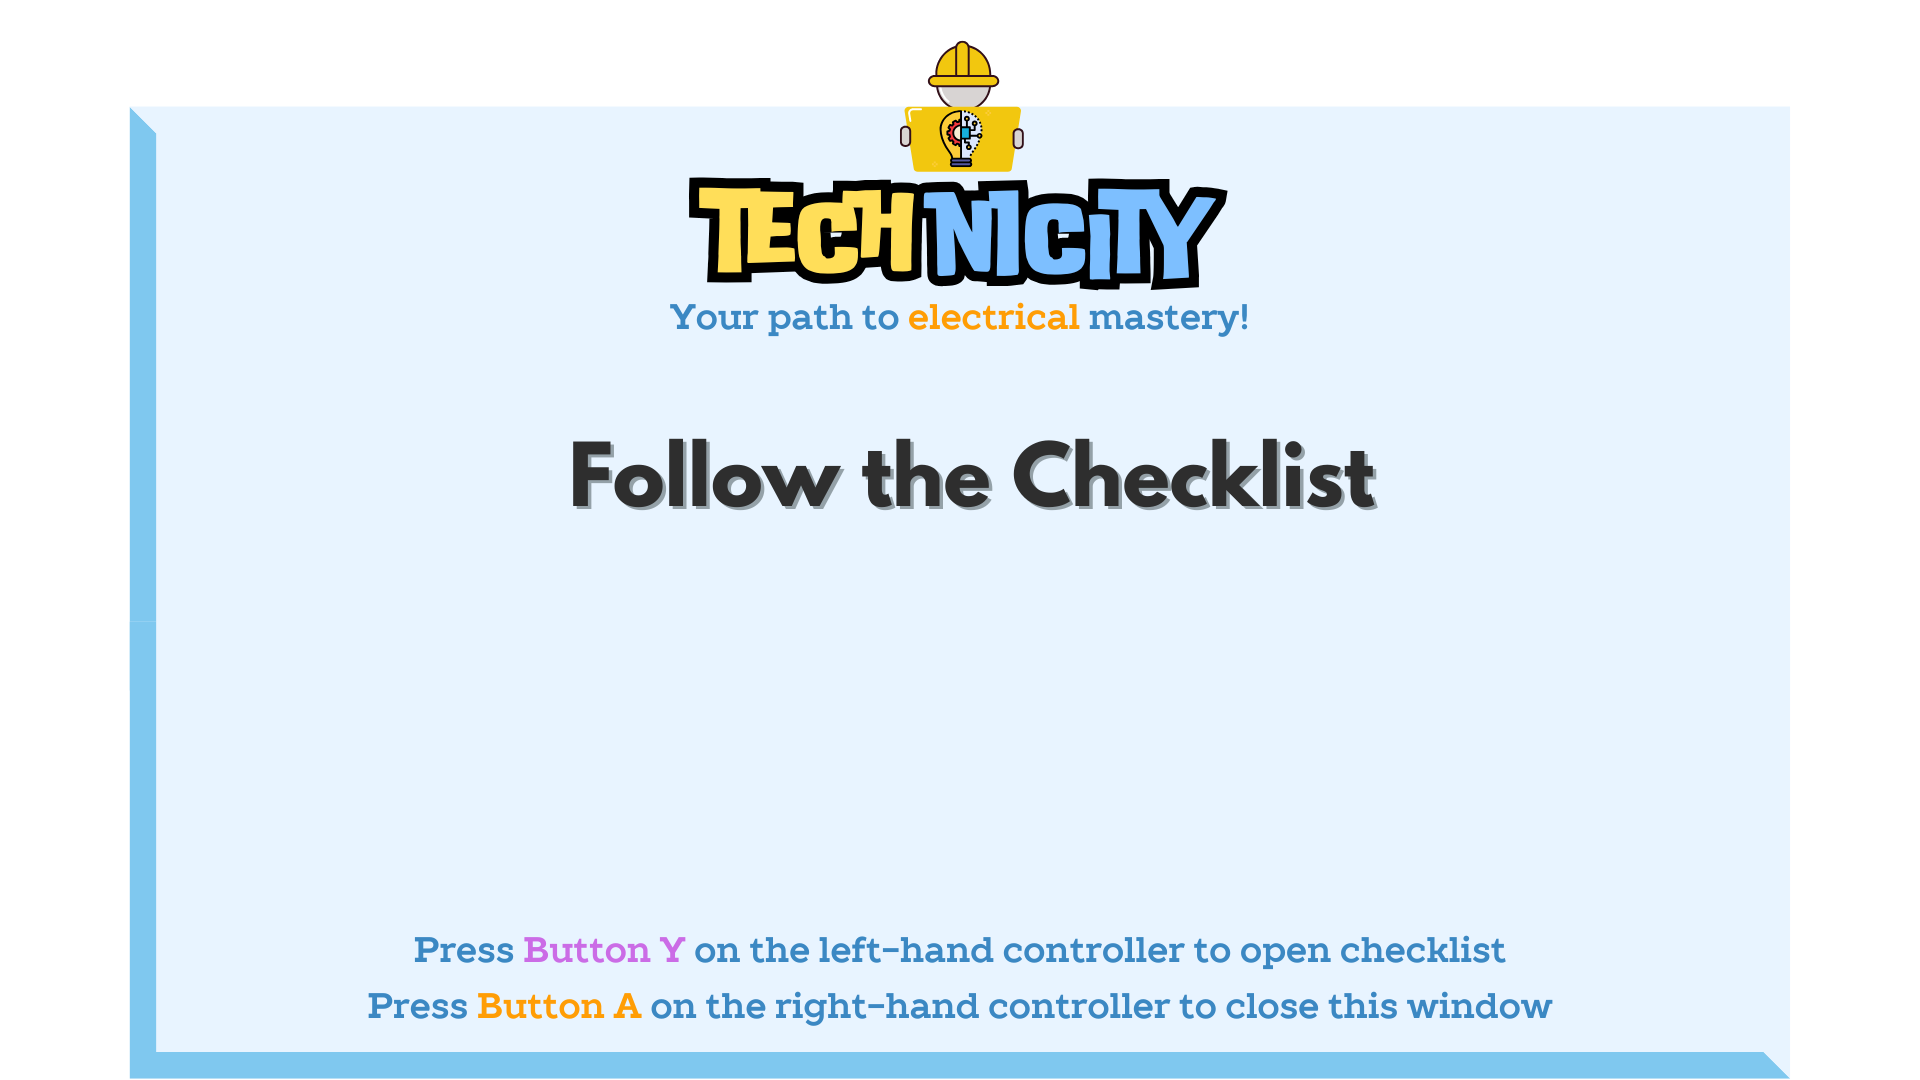 TECHNICITY
Your path to electrical mastery!
Follow the Checklist
Press Button Y on the left-hand controller to open checklist
Press Button A on the right-hand controller to close this window